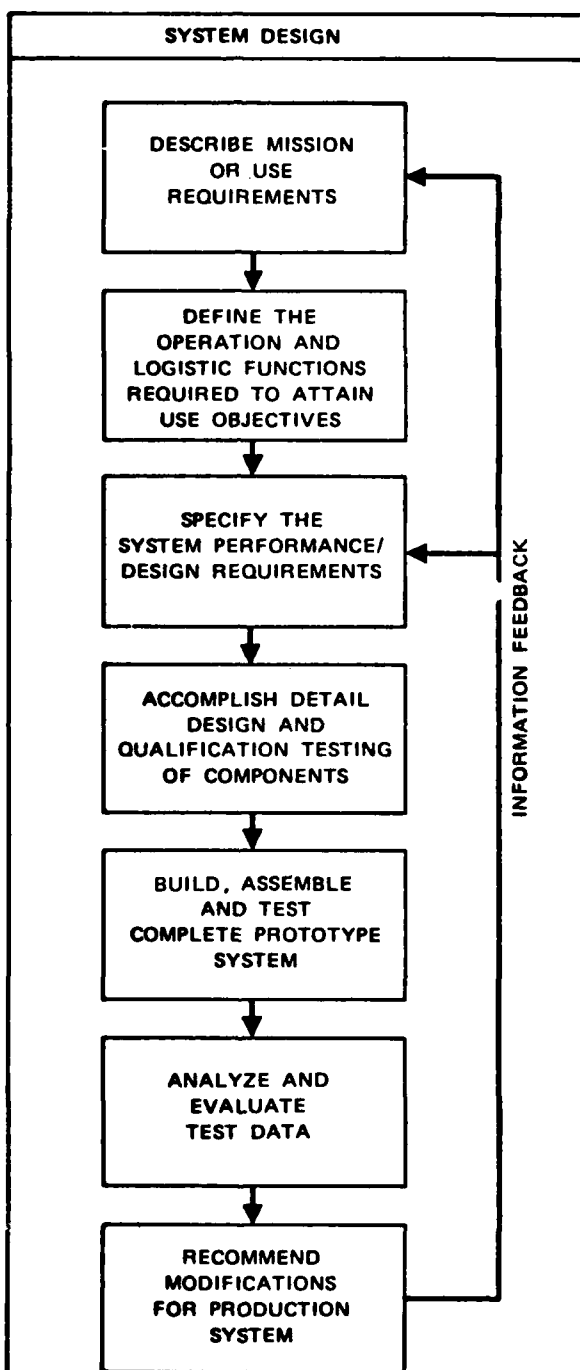 SYSTEM DESIGN
DESCRIBE MISSION
OR USE
REQUIREMENTS
DEFINE THE
OPERATION AND
LOGISTIC FUNCTIONS
REQUIRED TO ATTAIN
USE OBJECTIVES
SPECIFY THE
SYSTEM PERFORMANCE/
DESIGN REQUIREMENTS
ACCOMPLISH DETAIL
DESIGN AND
QUALIFICATION TESTING
OF COMPONENTS
BUILD, ASSEMBLE
AND TEST
COMPLETE PROTOTYPE
SYSTEM
ANALYZE AND
EVALUATE
TEST DATA
RECOMMEND
MODIFICATIONS
FOR PRODUCTION
SYSTEM
INFORMATION FEEDBACK